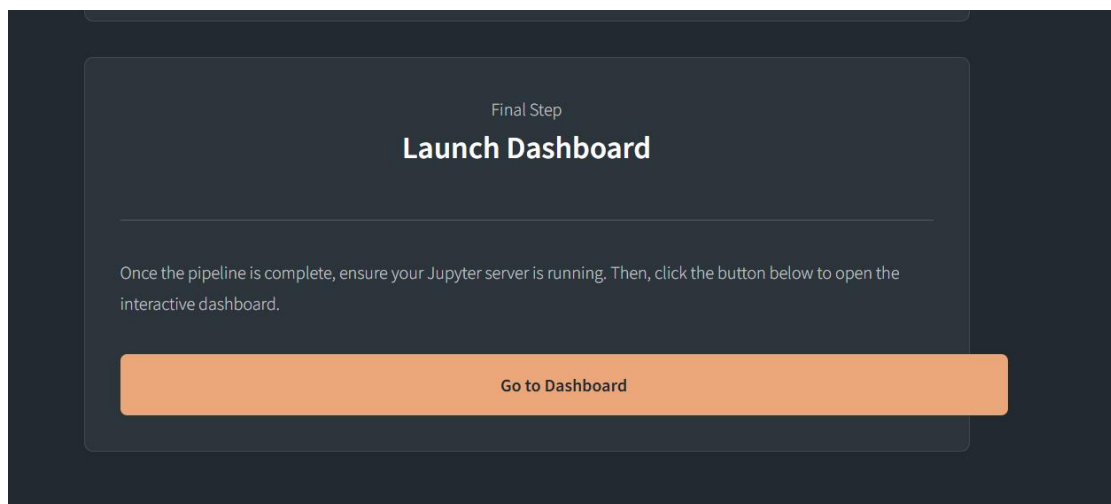 Final Step
Launch Dashboard
Once the pipeline is complete, ensure your Jupyter server is running. Then, click the button below to open the
interactive dashboard.
Go to Dashboard